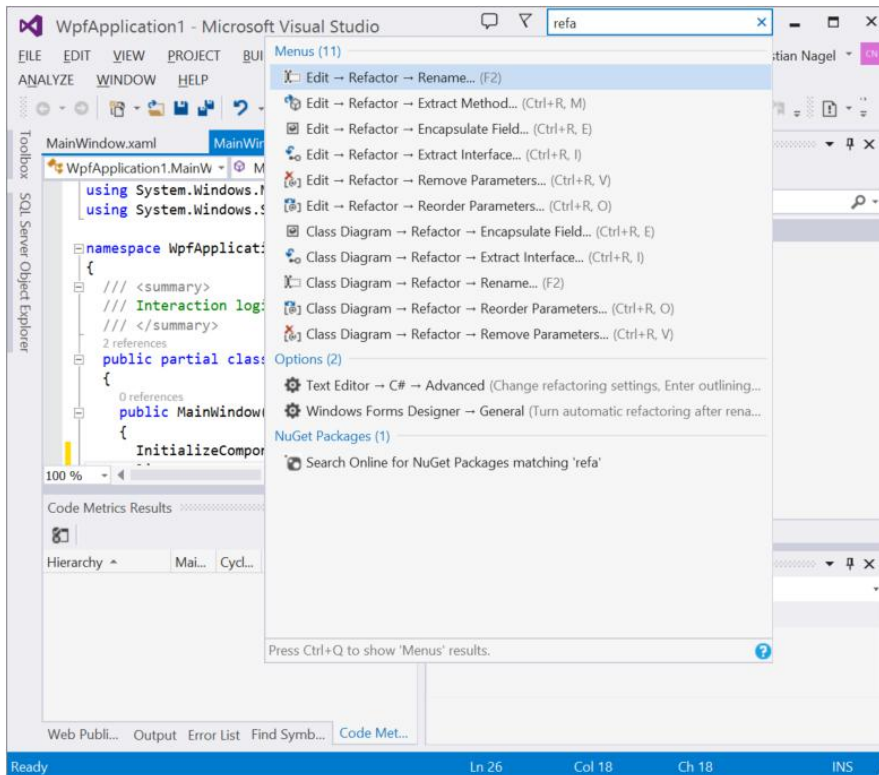 WpfApplication1 - Microsoft Visual Studio
refa
FILE EDIT VIEW PROJECT
stian Nagel
CN
ANALYZE WINDOW HELP
Toolbox
SQL Server Object Explorer
MainWindow.xaml
WpfApplication1.MainW
using System.Windows.
using System.Windows.
namespace WpfApplicati
{
/// <summary>
/// Interaction logi
/// </summary>
2 references
public partial class
{
0 references
public MainWindow(
{
InitializeCompon
100 %
Menus (11)
Edit → Refactor → Rename... (F2)
Edit → Refactor → Extract Method... (Ctrl+R, M)
Edit → Refactor → Encapsulate Field... (Ctrl+R, E)
Edit → Refactor → Extract Interface... (Ctrl+R, I)
Edit → Refactor → Remove Parameters... (Ctrl+R, V)
Edit → Refactor → Reorder Parameters... (Ctrl+R, O)
Class Diagram → Refactor → Encapsulate Field... (Ctrl+R, E)
Class Diagram → Refactor → Extract Interface... (Ctrl+R, I)
Class Diagram → Refactor → Rename... (F2)
Class Diagram → Refactor → Reorder Parameters... (Ctrl+R, O)
Class Diagram → Refactor → Remove Parameters... (Ctrl+R, V)
Options (2)
Text Editor → C# → Advanced (Change refactoring settings, Enter outlining...
Windows Forms Designer → General (Turn automatic refactoring after rena...
NuGet Packages (1)
Search Online for NuGet Packages matching 'refa'
Press Ctrl+Q to show 'Menus' results.
Code Metrics Results
Hierarchy Mai... Cycl...
Web Publi... Output Error List Find Symb... Code Met...
Ready Ln 26 Col 18 Ch 18 INS